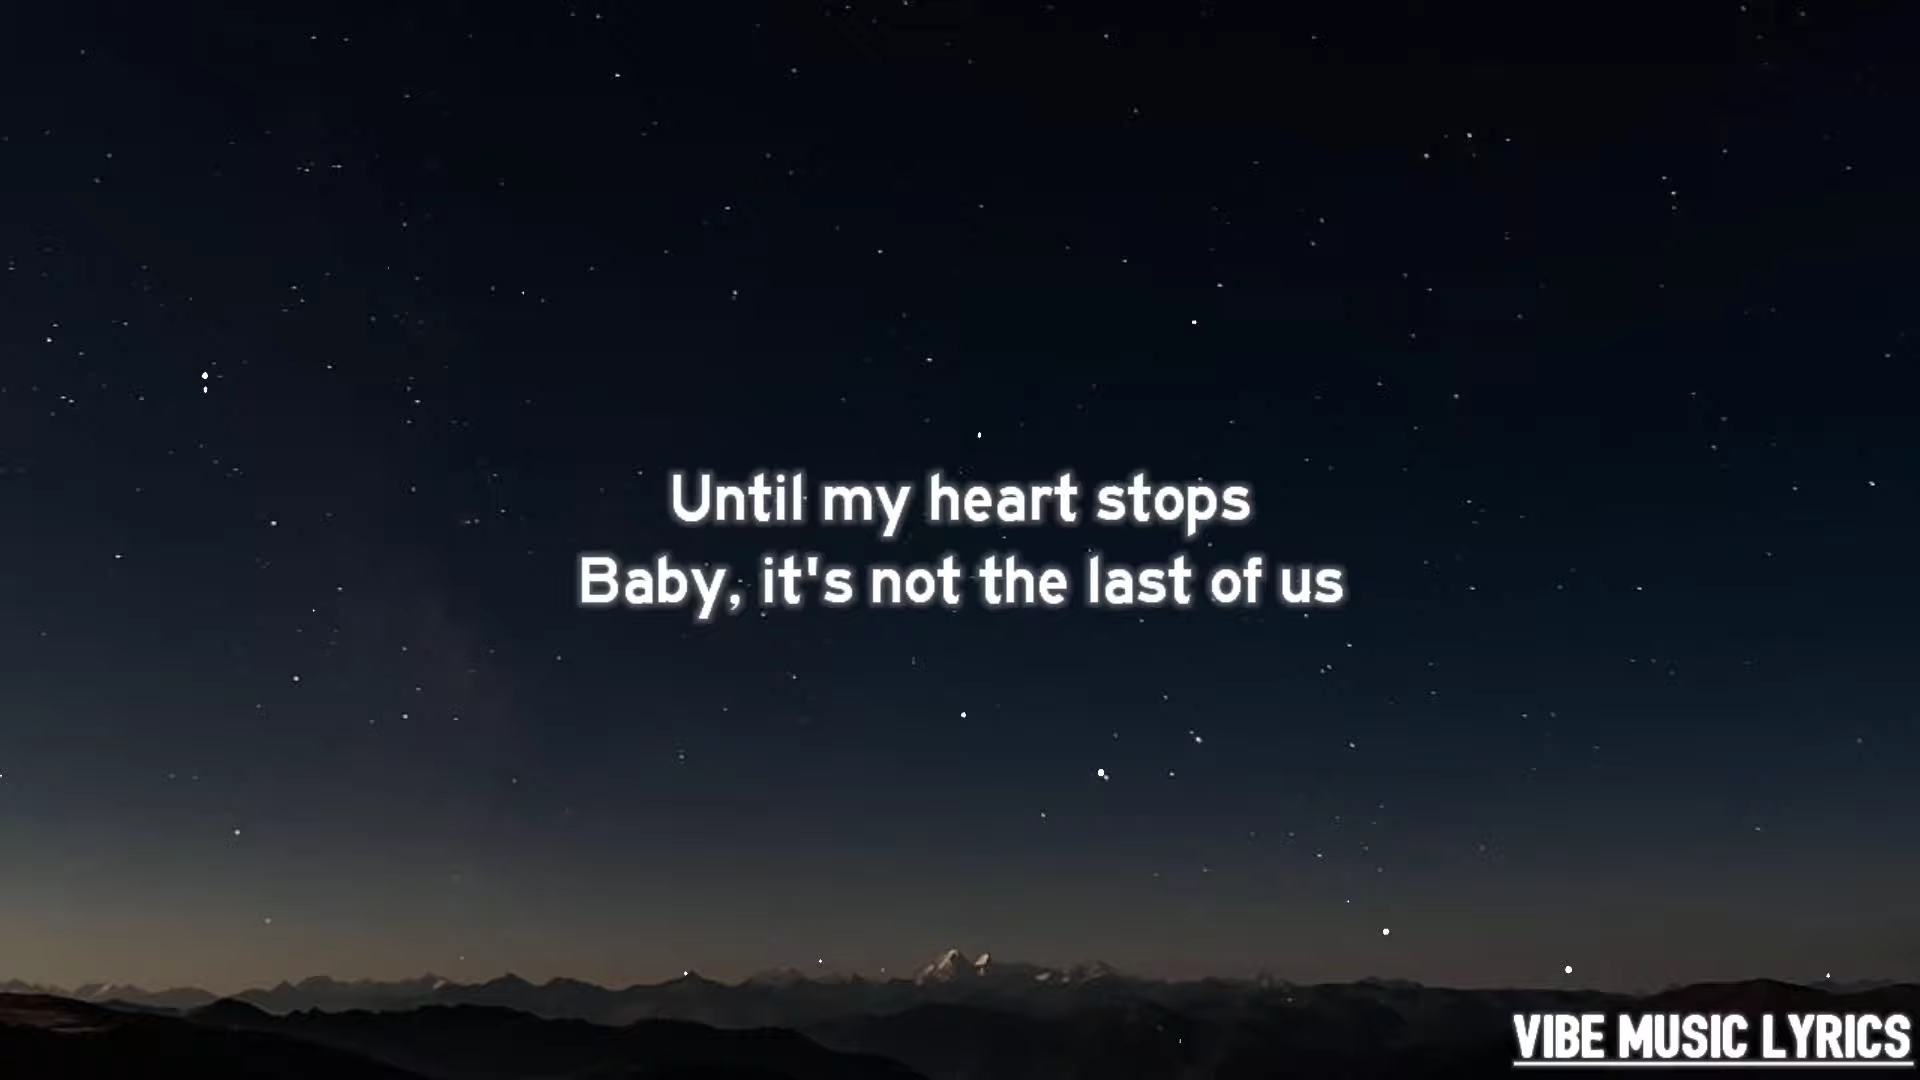 Until my heart stops
Baby, it's not the last of us
VIBE MUSIC LYRICS